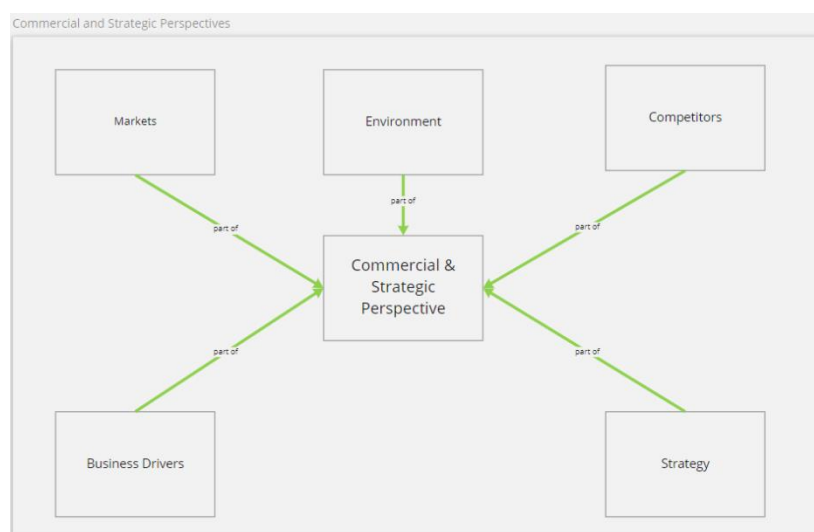 Commercial and Strategic Perspectives
Markets
Environment
Competitors
part of
part of
part of
Commercial &
Strategic
Perspective
part of
part of
Business Drivers
Strategy